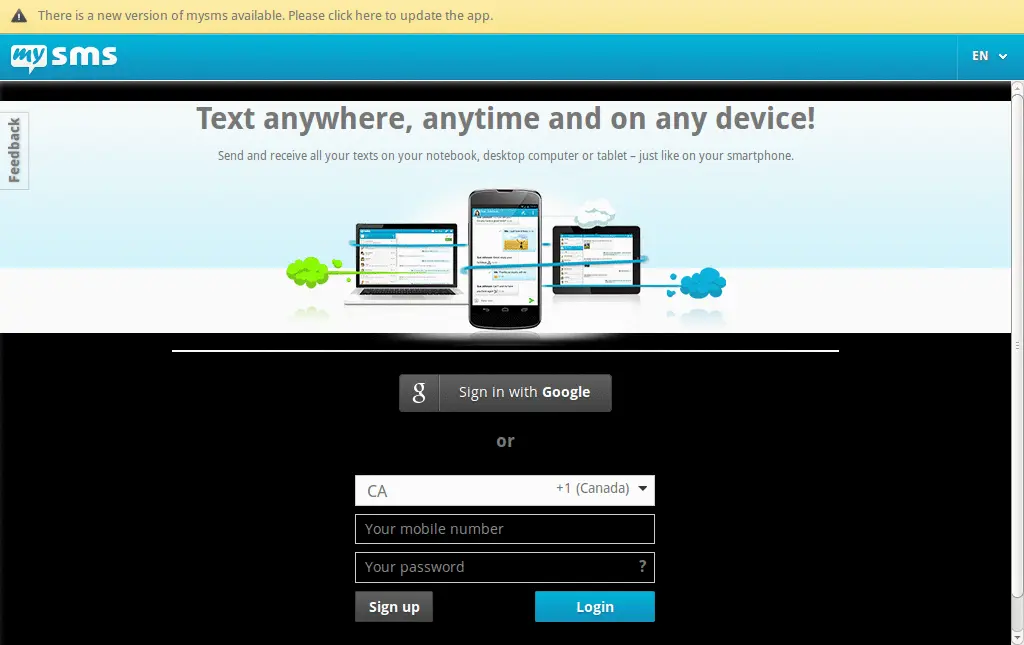 There is a new version of mysms available. Please click here to update the app.
my sms
EN
Feedback
Text anywhere, anytime and on any device!
Send and receive all your texts on your notebook, desktop computer or tablet – just like on your smartphone.
g Sign in with Google
or
CA +1 (Canada)
Your mobile number
Your password ?
Sign up Login